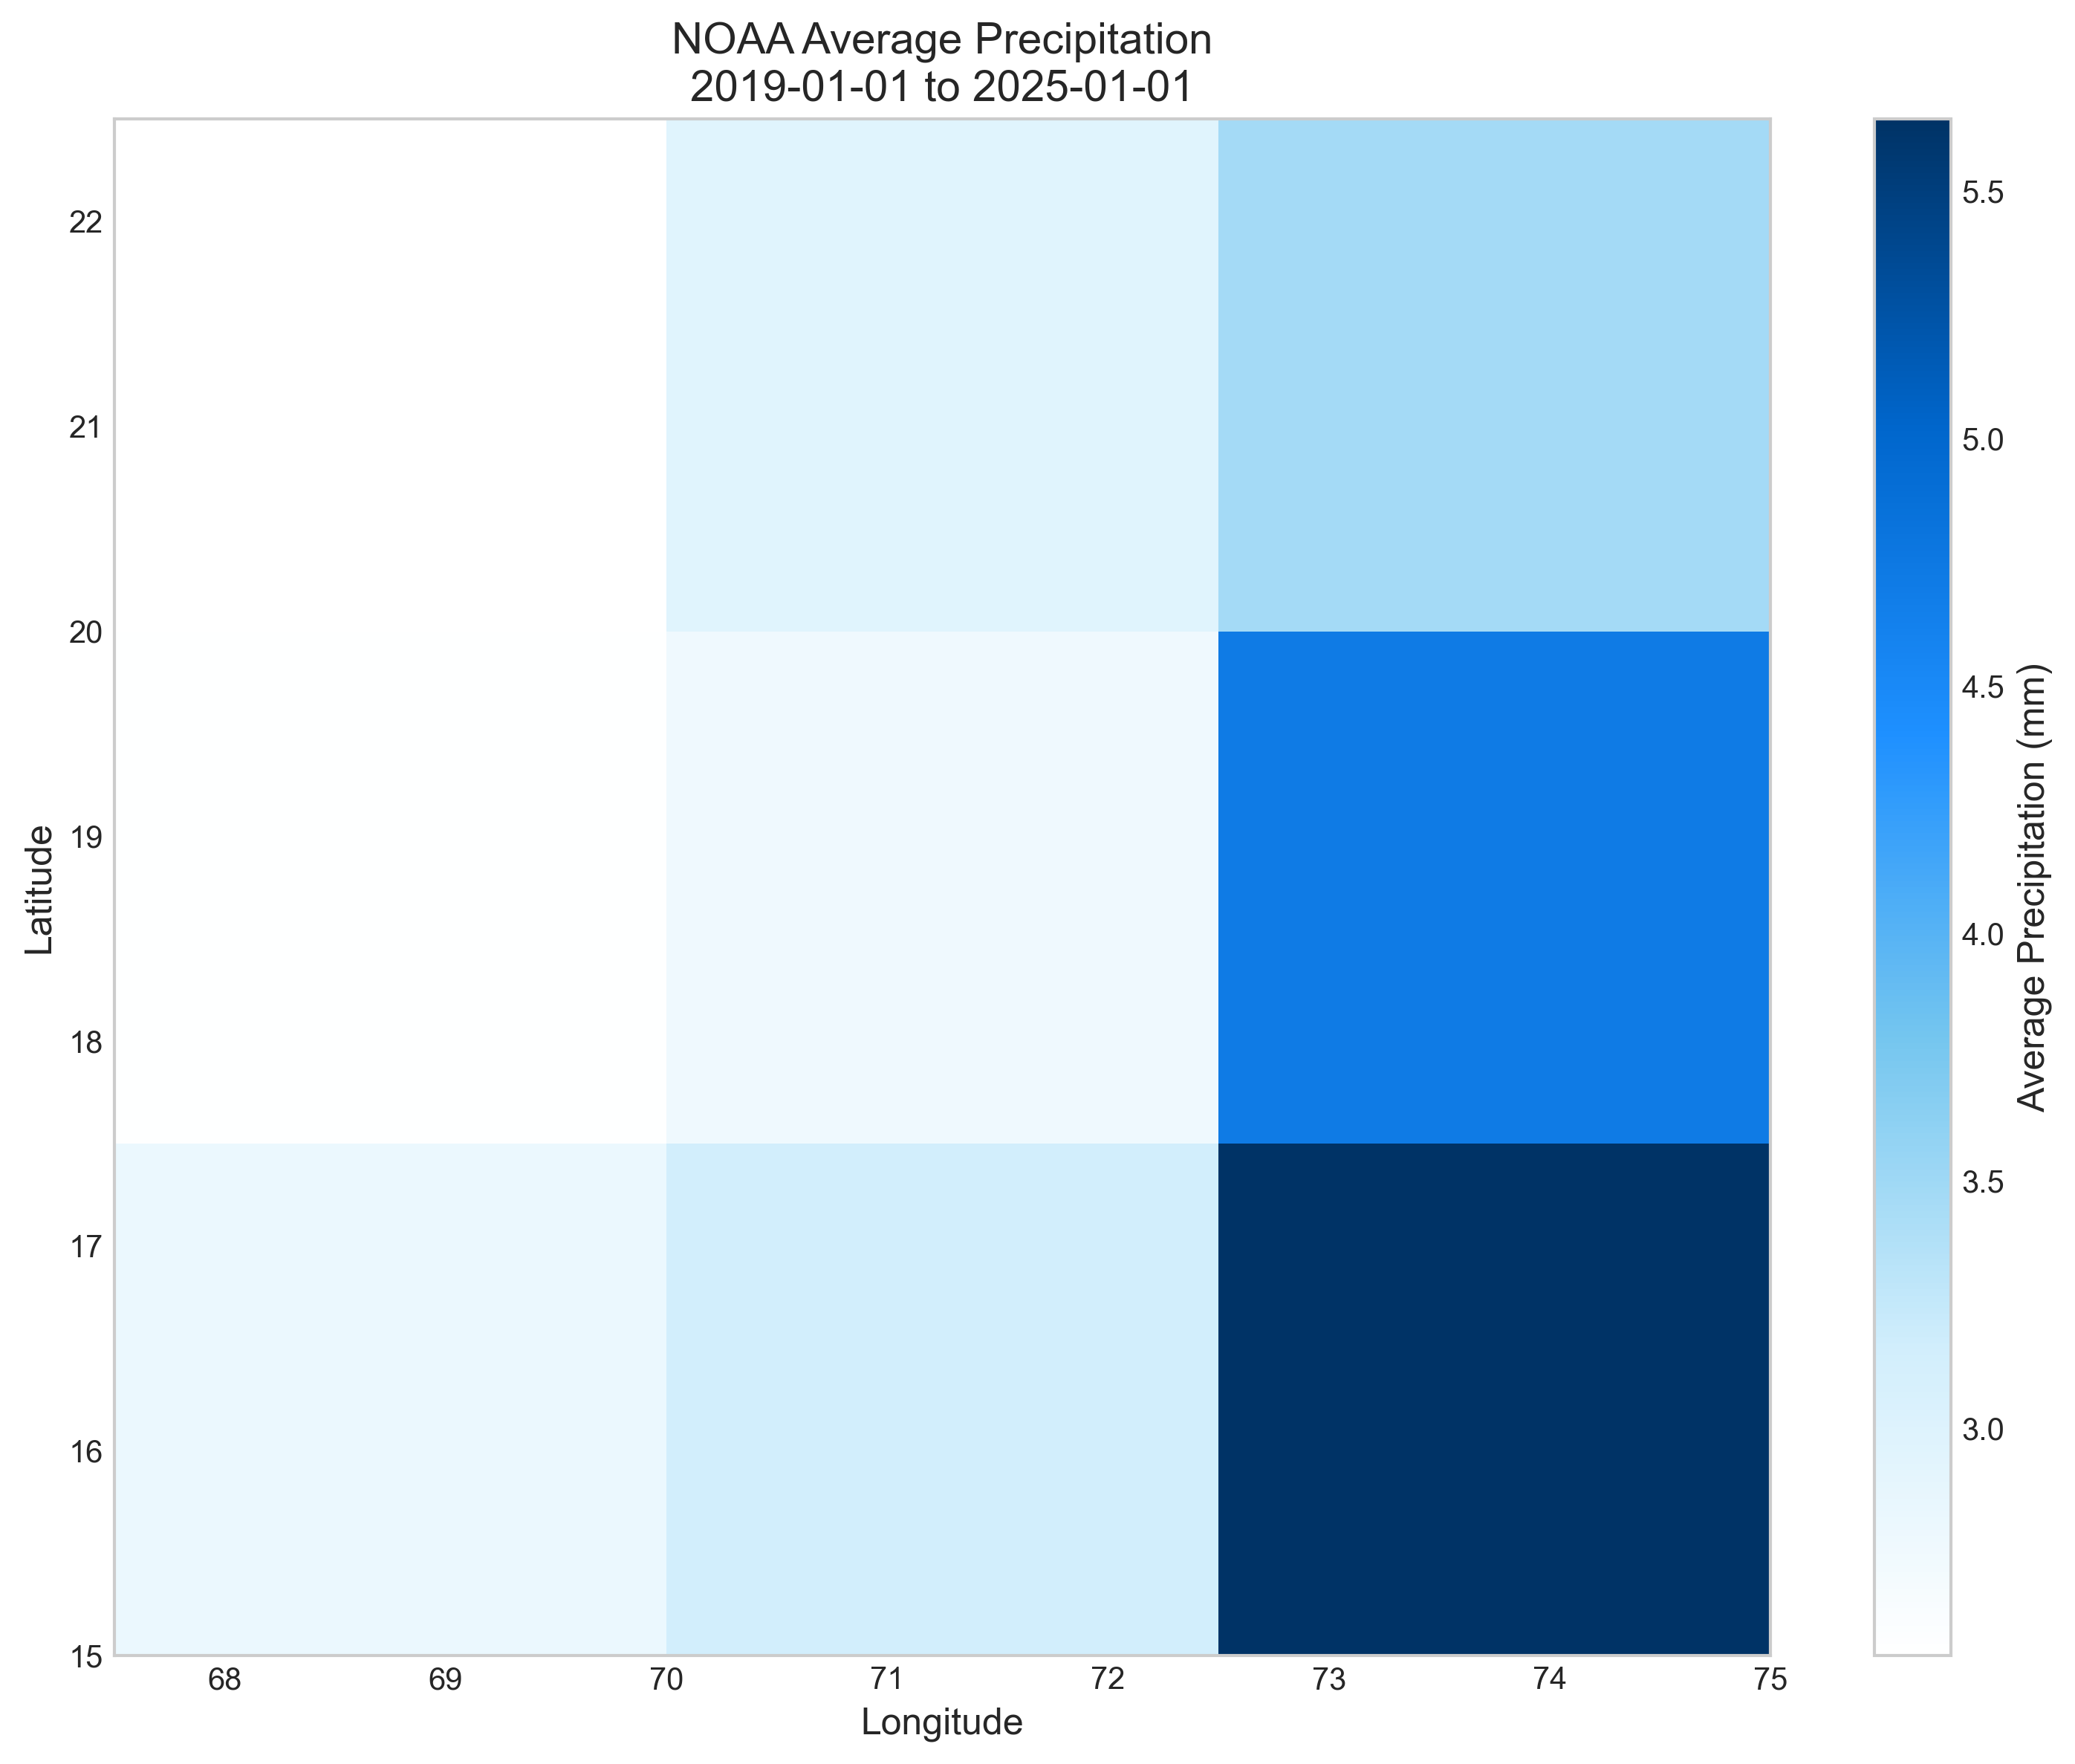 NOAA Average Precipitation
2019-01-01 to 2025-01-01
Latitude
22
21
20
19
18
17
16
15
68 69 70 71 72 73 74 75
Longitude
5.5
5.0
4.5
4.0
3.5
3.0
Average Precipitation (mm)